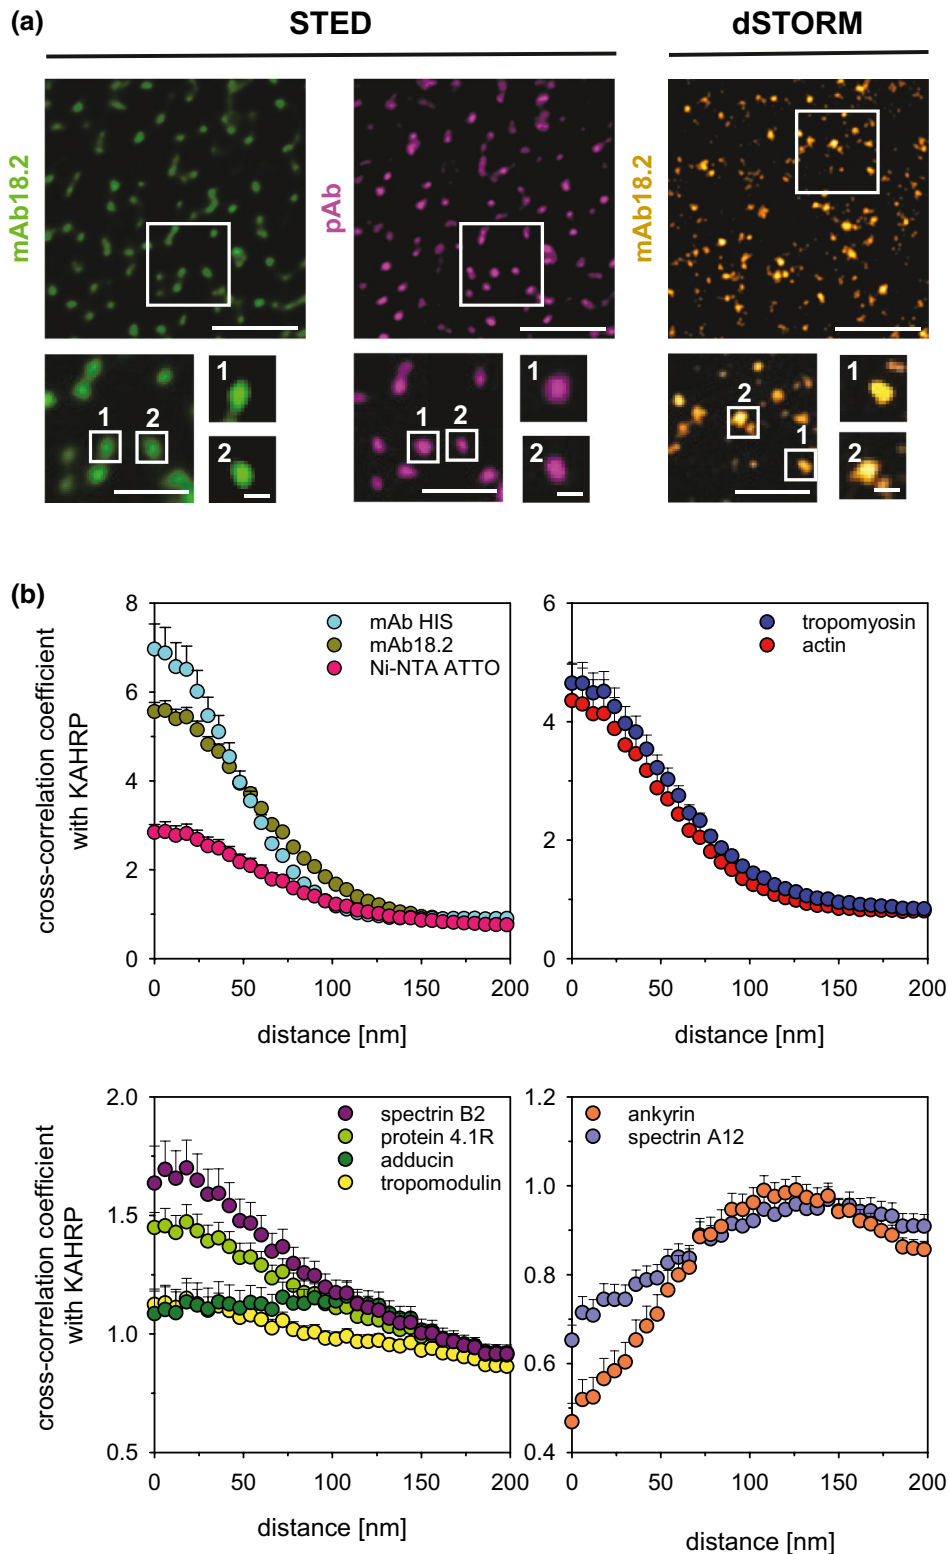 (a)
STED
dSTORM
mAb18.2
pAb
mAb18.2
1
2
1
2
1
2
1
2
2
1
1
2
(b)
cross-correlation coefficient
with KAHRP
8
6
4
2
0
mAb HIS
mAb18.2
Ni-NTA ATTO
0 50 100 150 200
distance [nm]
6
4
2
0
tropomyosin
actin
0 50 100 150 200
distance [nm]
cross-correlation coefficient
with KAHRP
2.0
1.5
1.0
0.5
spectrin B2
protein 4.1R
adducin
tropomodulin
0 50 100 150 200
distance [nm]
1.2
1.0
0.8
0.6
0.4
ankyrin
spectrin A12
0 50 100 150 200
distance [nm]